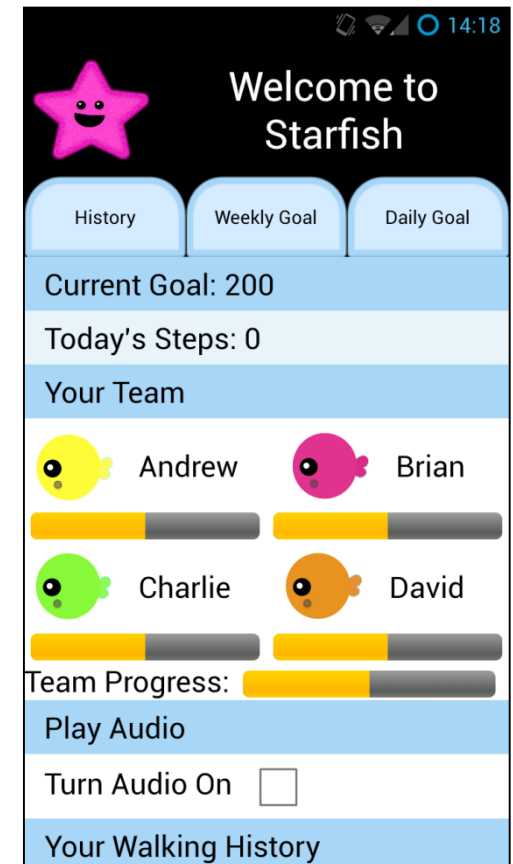 14:18
Welcome to
Starfish
History
Weekly Goal
Daily Goal
Current Goal: 200
Today's Steps: 0
Your Team
Andrew
Brian
Charlie
David
Team Progress:
Play Audio
Turn Audio On
Your Walking History